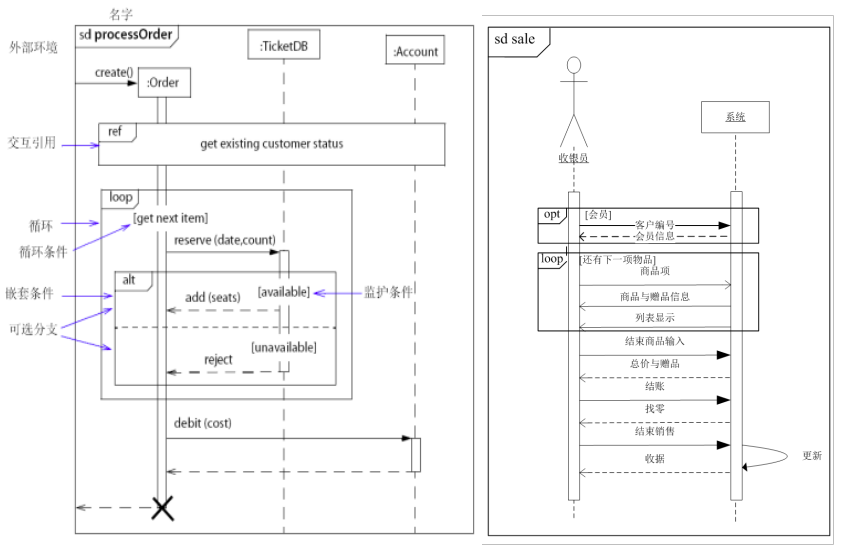 名字
sd processOrder
外部环境
:TicketDB
:Account
create()
:Order
ref
交互引用
get existing customer status
loop
[get next item]
循环
reserve (date,count)
循环条件
alt
嵌套条件
[available]
监护条件
add (seats)
可选分支
[unavailable]
reject
debit (cost)
sd sale
系统
收银员
opt
[会员]
客户编号
会员信息
loop
[还有下一项物品]
商品项
商品与赠品信息
列表显示
结束商品输入
总价与赠品
结账
找零
结束销售
更新
收据